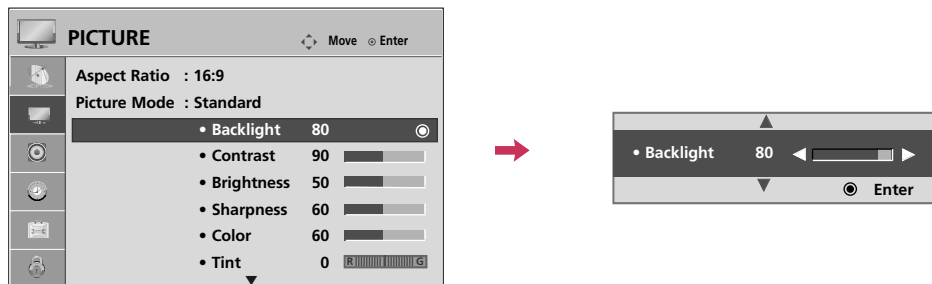 PICTURE
Move Enter
Aspect Ratio : 16:9
Picture Mode : Standard
• Backlight 80
• Contrast 90
• Brightness 50
• Sharpness 60
• Color 60
• Tint 0 R G
• Backlight 80
Enter